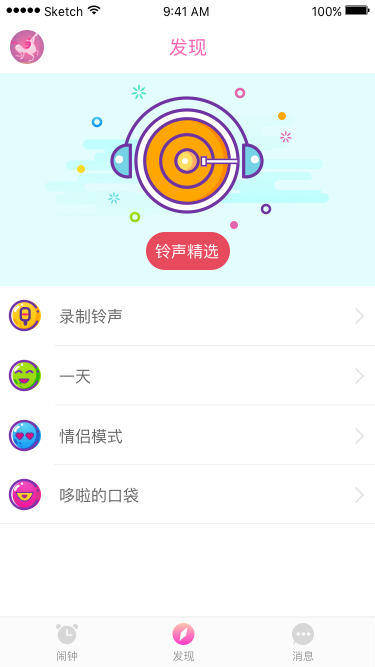 Sketch 9:41 AM 100%
发现
铃声精选
录制铃声
一天
情侣模式
哆啦的口袋
闹钟 发现 消息